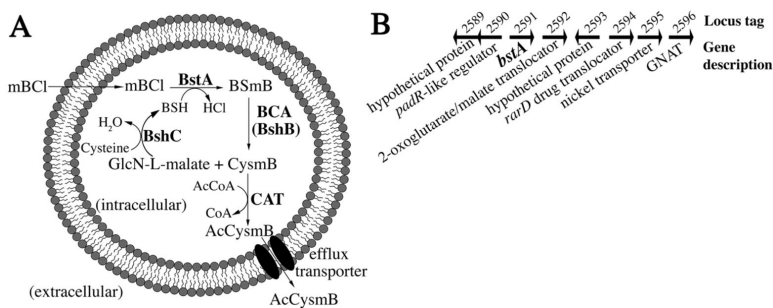 A
mBCl
mBCl
BstA
BSmB
BSH
HCl
H₂O
BshC
Cysteine
BCA
(BshB)
GlcN-L-malate + CysmB
AcCoA
CAT
CoA
(intracellular)
AcCysmB
efflux
transporter
(extracellular)
AcCysmB
B
2589
2590
2591
2592
2593
2594
2595
2596
Locus tag
Gene
description
hypothetical protein
padR-like regulator
bstA
2-oxoglutarate/malate translocator
hypothetical protein
rarD drug translocator
nickel transporter
GNAT